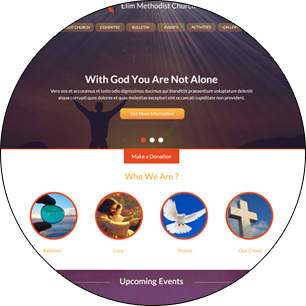 Elim Methodist Church
UT CHURCH COMMITEE BULLETIN EVENTS ACTIVITIES GALLE
With God You Are Not Alone
Vero eos et accusamus et iusto odio dignissimos ducimus qui blanditiis praesentium voluptatum deleniti
atque corrupti quos dolores et quas molestias excepturi sint occaecati cupiditate non provident.
Get More Information
Make a Donation
Who We Are ?
Believes Love Peace Our Creed
Upcoming Events